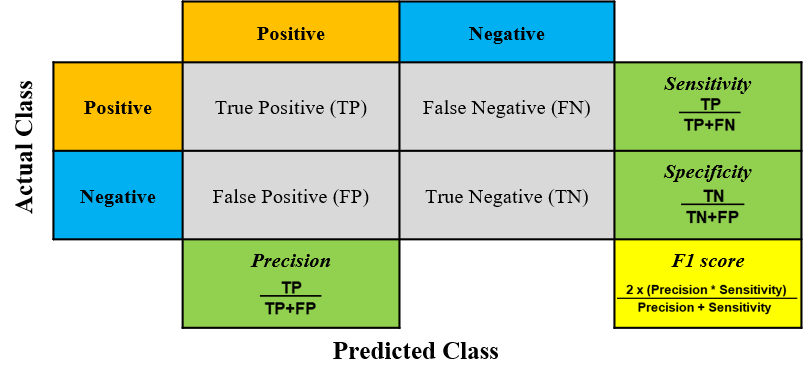 Positive
Negative
Actual Class
Positive
True Positive (TP)
False Negative (FN)
Sensitivity
TP
TP+FN
Negative
False Positive (FP)
True Negative (TN)
Specificity
TN
TN+FP
Precision
TP
TP+FP
F1 score
2 x (Precision * Sensitivity)
Precision + Sensitivity
Predicted Class